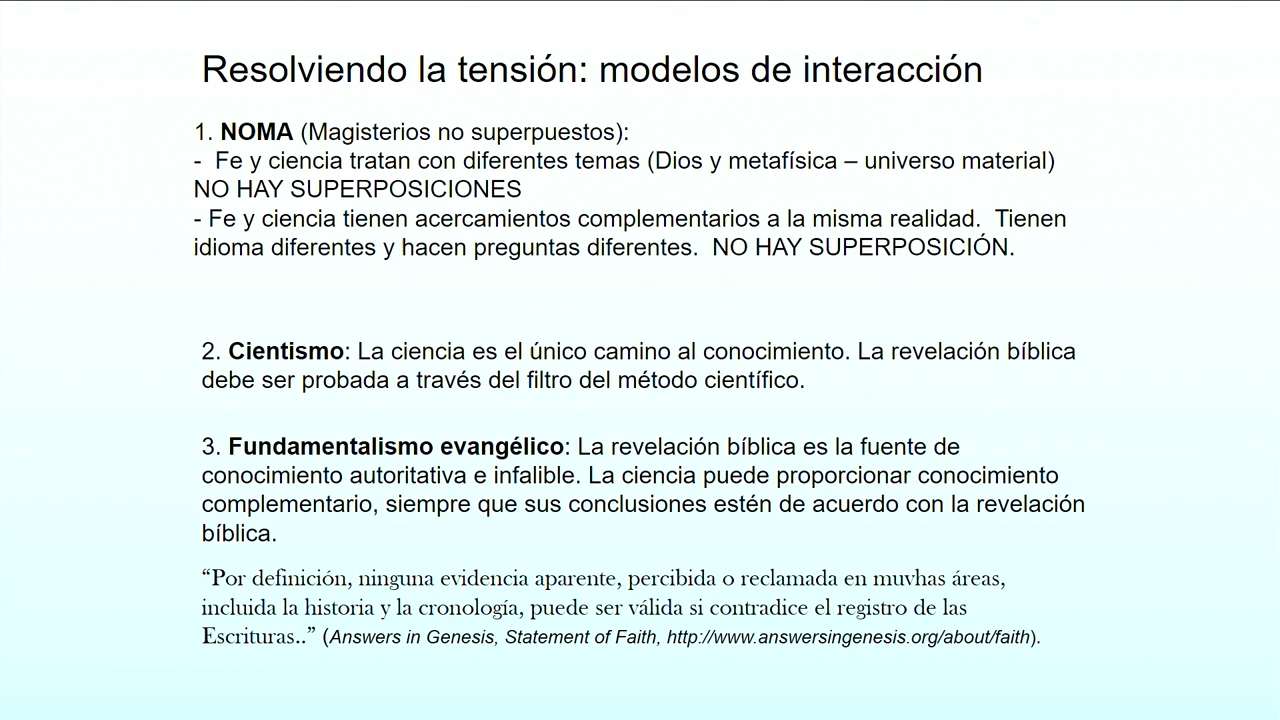 Resolviendo la tensión: modelos de interacción
1. NOMA (Magisterios no superpuestos):
- Fe y ciencia tratan con diferentes temas (Dios y metafísica – universo material)
NO HAY SUPERPOSICIONES
- Fe y ciencia tienen acercamientos complementarios a la misma realidad. Tienen
idioma diferentes y hacen preguntas diferentes. NO HAY SUPERPOSICIÓN.
2. Cientismo: La ciencia es el único camino al conocimiento. La revelación bíblica
debe ser probada a través del filtro del método científico.
3. Fundamentalismo evangélico: La revelación bíblica es la fuente de
conocimiento autoritativa e infalible. La ciencia puede proporcionar conocimiento
complementario, siempre que sus conclusiones estén de acuerdo con la revelación
bíblica.
“Por definición, ninguna evidencia aparente, percibida o reclamada en muvhas áreas,
incluida la historia y la cronología, puede ser válida si contradice el registro de las
Escrituras..” (Answers in Genesis, Statement of Faith, http://www.answersingenesis.org/about/faith).